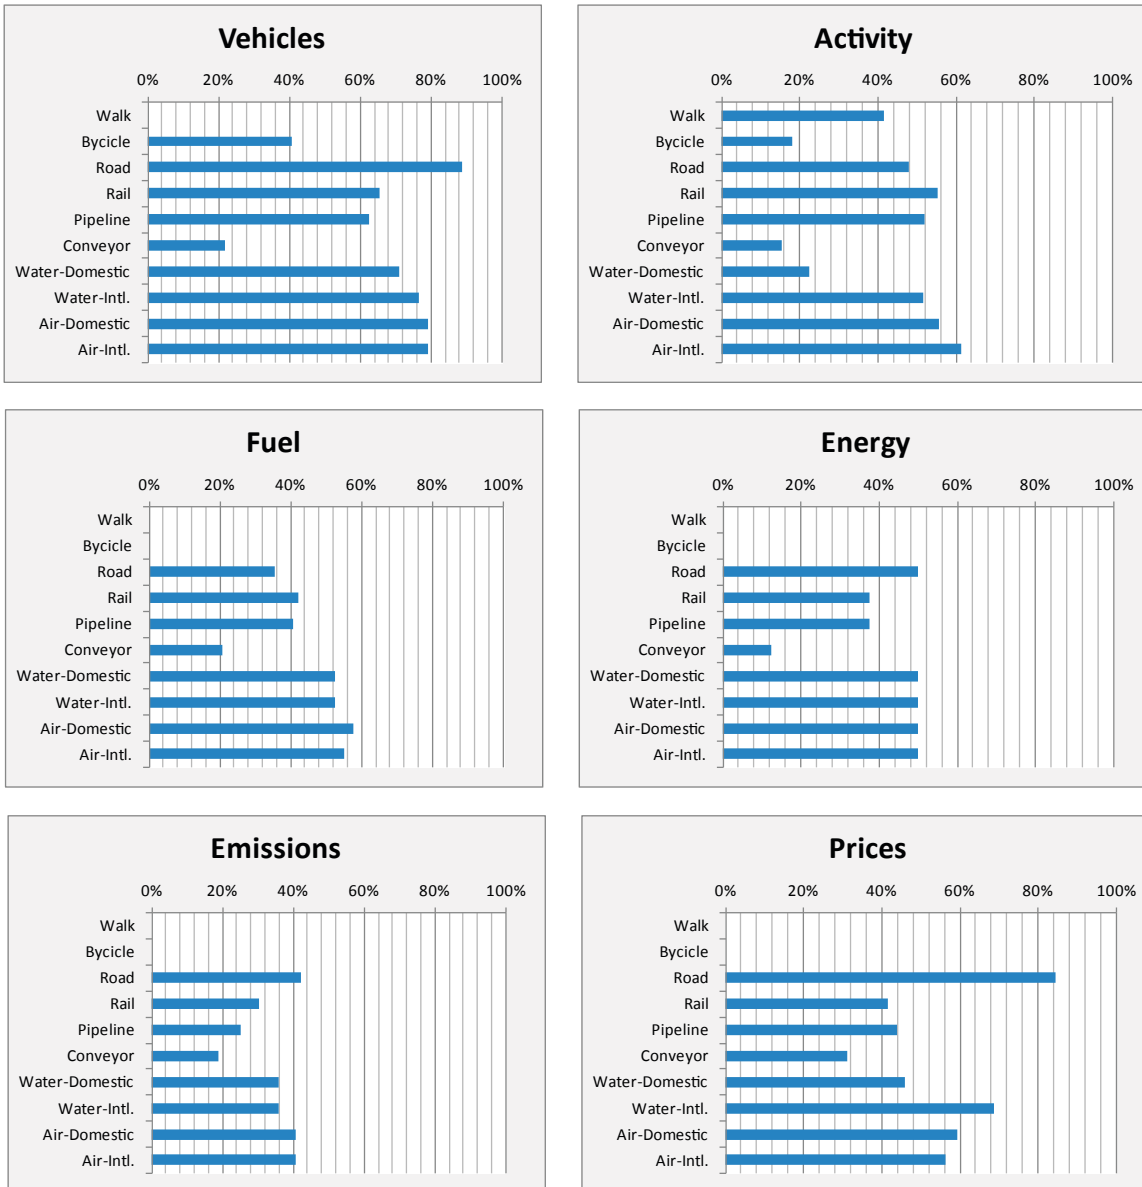 Vehicles
0% 20% 40% 60% 80% 100%
Walk
Bycicle
Road
Rail
Pipeline
Conveyor
Water-Domestic
Water-Intl.
Air-Domestic
Air-Intl.
Activity
0% 20% 40% 60% 80% 100%
Walk
Bycicle
Road
Rail
Pipeline
Conveyor
Water-Domestic
Water-Intl.
Air-Domestic
Air-Intl.
Fuel
0% 20% 40% 60% 80% 100%
Walk
Bycicle
Road
Rail
Pipeline
Conveyor
Water-Domestic
Water-Intl.
Air-Domestic
Air-Intl.
Energy
0% 20% 40% 60% 80% 100%
Walk
Bycicle
Road
Rail
Pipeline
Conveyor
Water-Domestic
Water-Intl.
Air-Domestic
Air-Intl.
Emissions
0% 20% 40% 60% 80% 100%
Walk
Bycicle
Road
Rail
Pipeline
Conveyor
Water-Domestic
Water-Intl.
Air-Domestic
Air-Intl.
Prices
0% 20% 40% 60% 80% 100%
Walk
Bycicle
Road
Rail
Pipeline
Conveyor
Water-Domestic
Water-Intl.
Air-Domestic
Air-Intl.